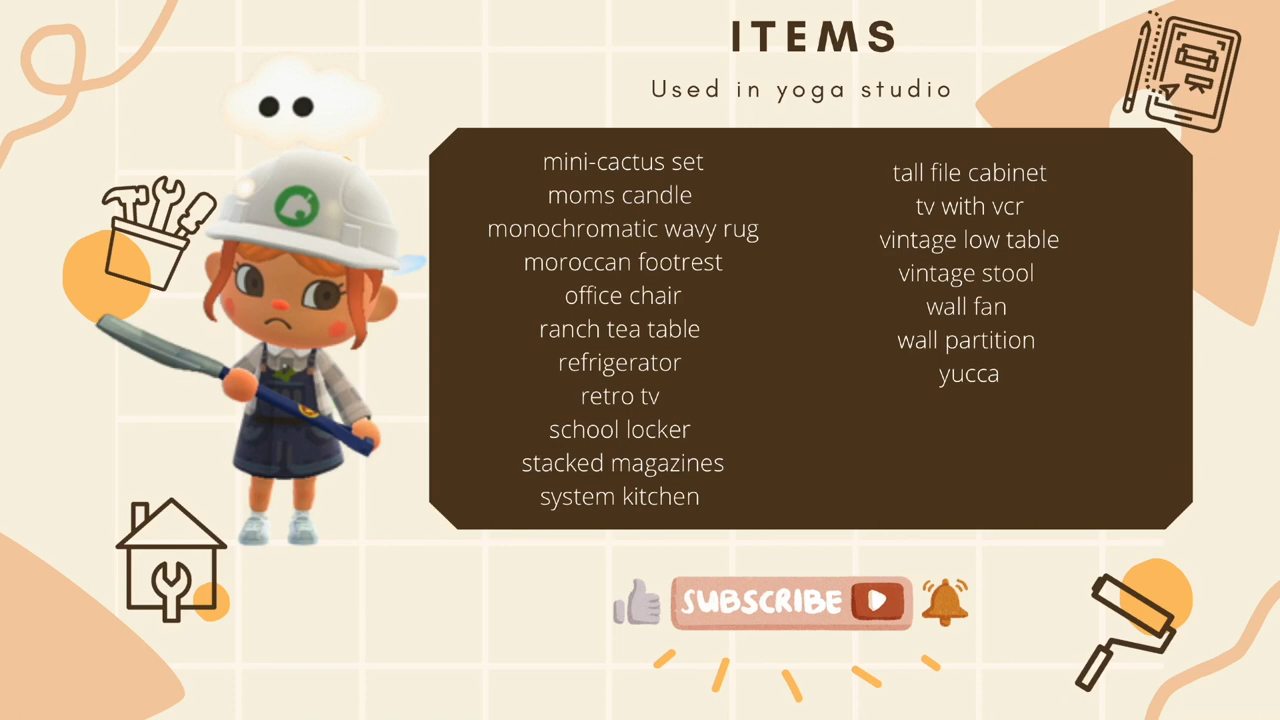 ITEMS
Used in yoga studio
mini-cactus set
moms candle
monochromatic wavy rug
moroccan footrest
office chair
ranch tea table
refrigerator
retro tv
school locker
stacked magazines
system kitchen
tall file cabinet
tv with vcr
vintage low table
vintage stool
wall fan
wall partition
yucca
SUBSCRIBE